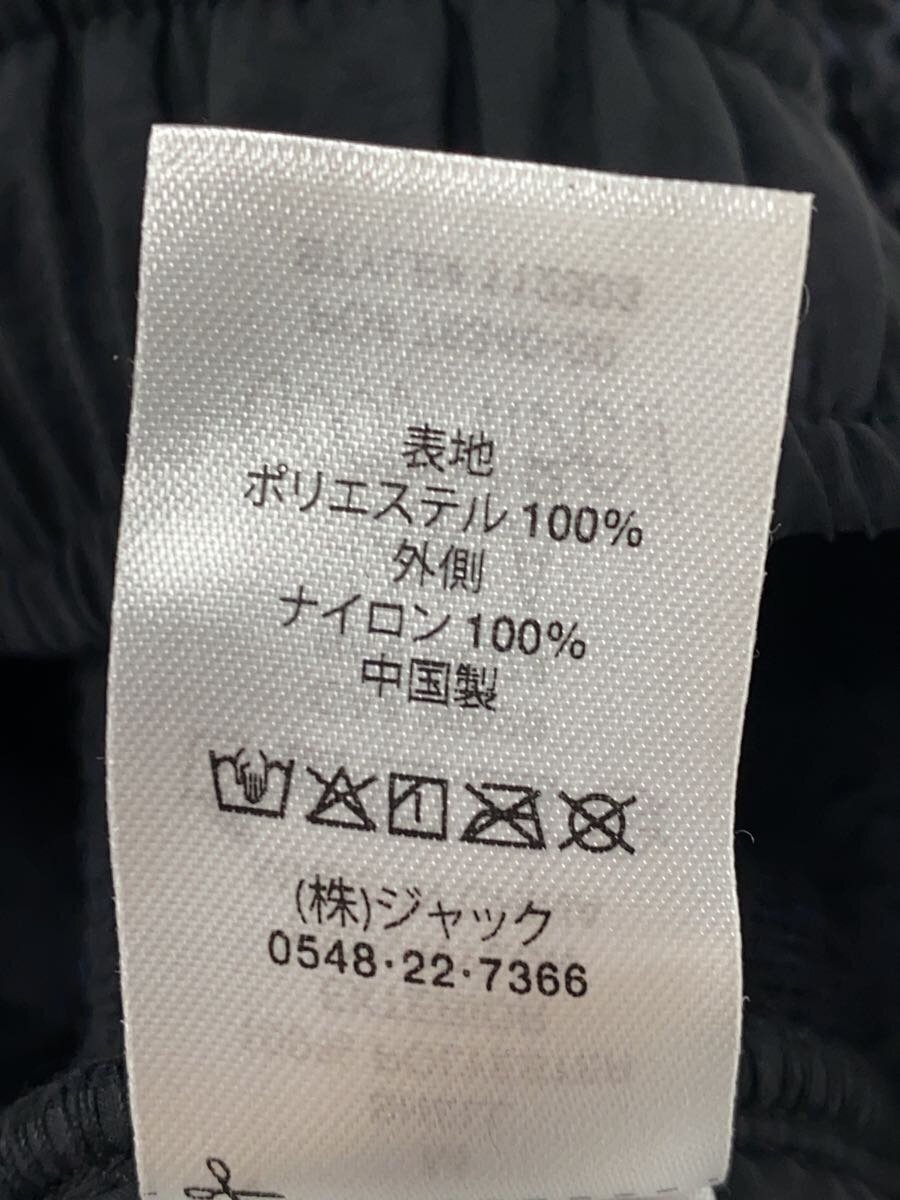 表地
ポリエステル 100%
外側
ナイロン 100%
中国製
(株)ジャック
0548·22·7366